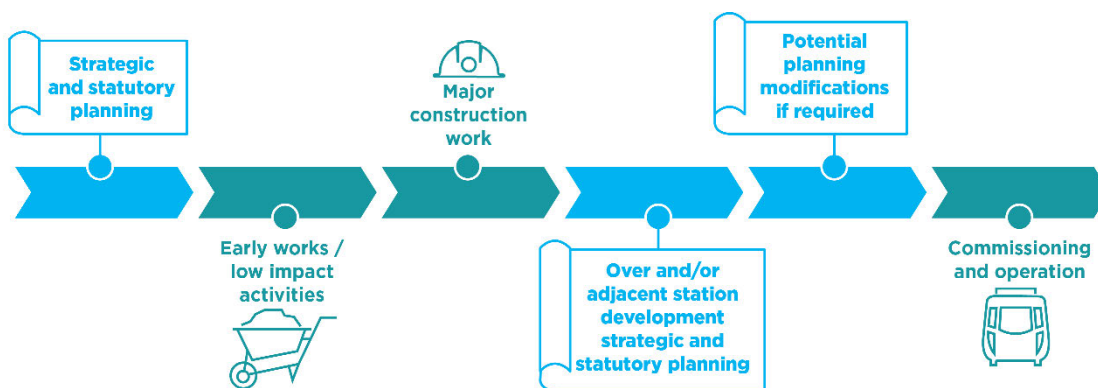 Strategic
and statutory
planning
Early works /
low impact
activities
Major
construction
work
Over and/or
adjacent station
development
strategic and
statutory planning
Potential
planning
modifications
if required
Commissioning
and operation